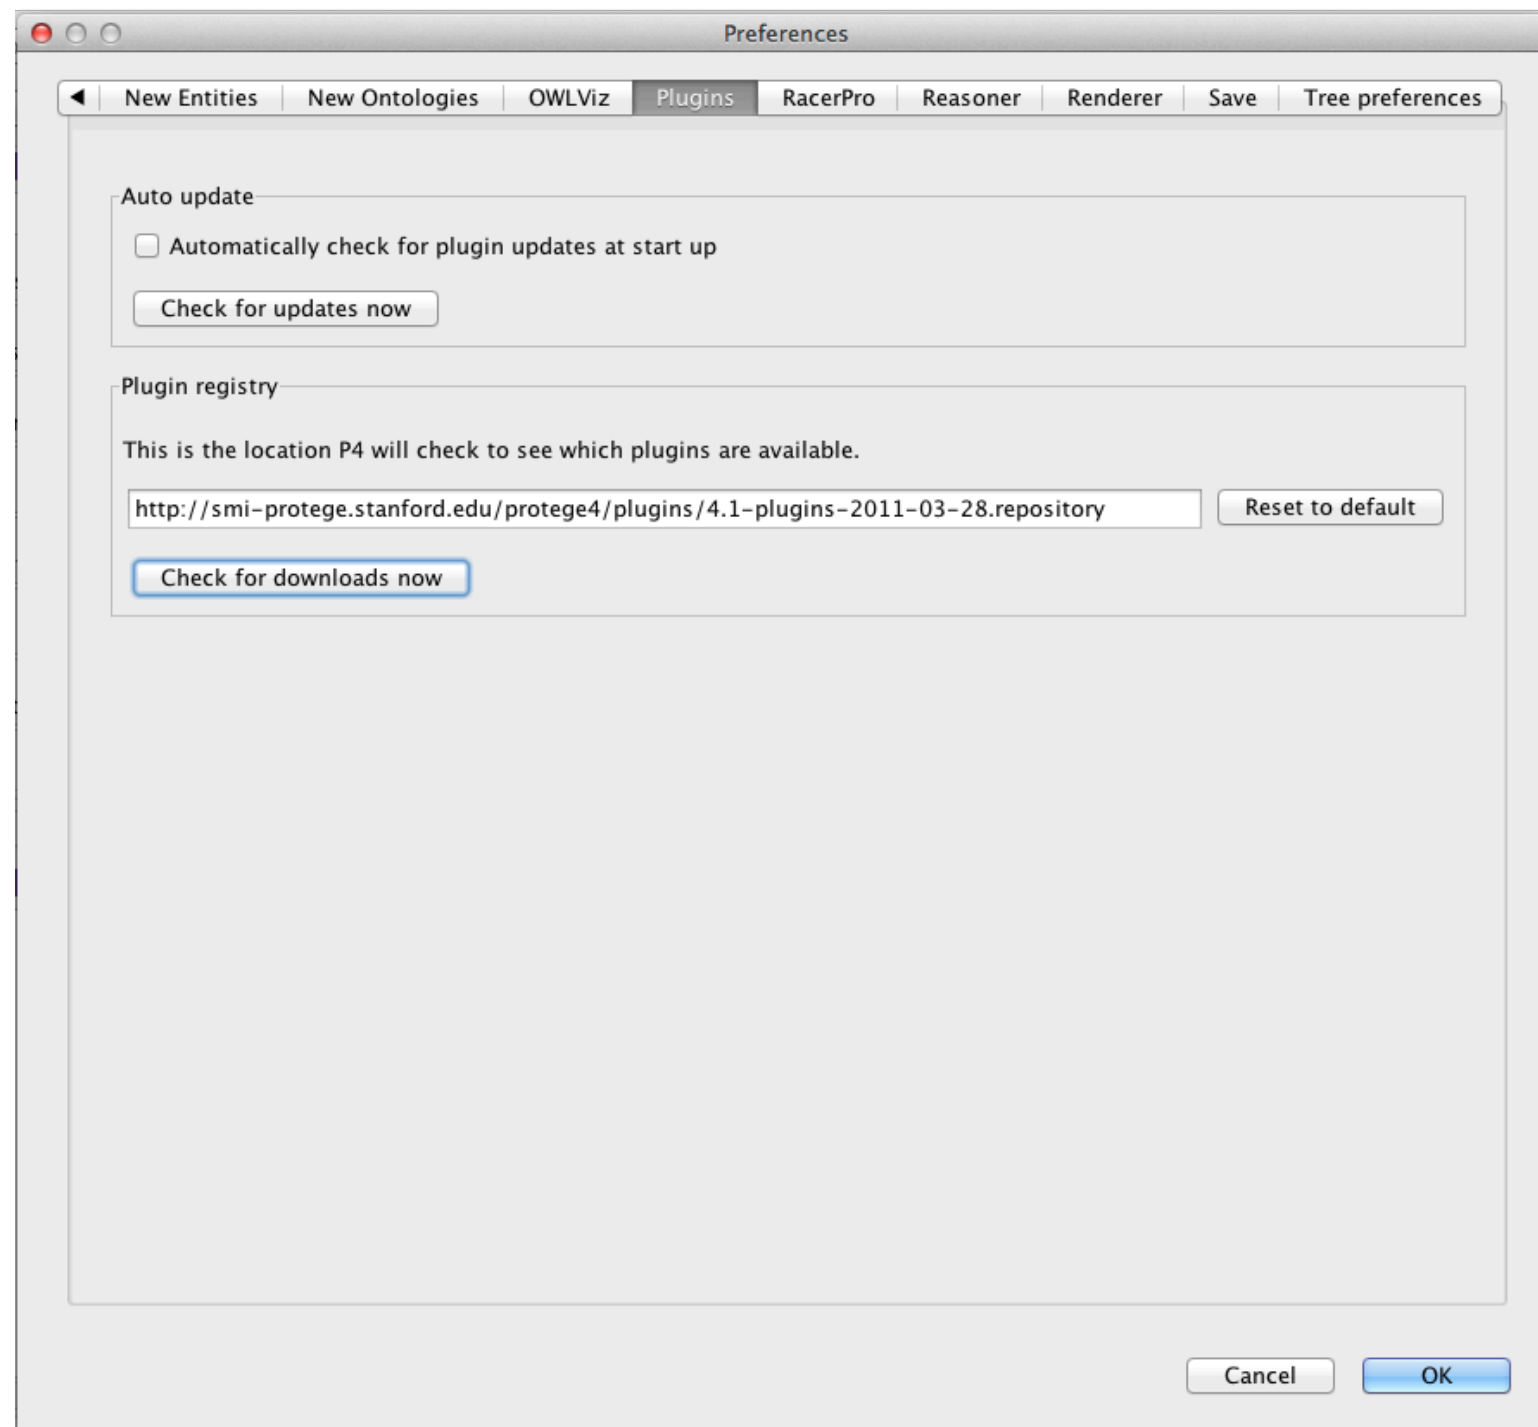 Preferences
New Entities New Ontologies OWLViz Plugins RacerPro Reasoner Renderer Save Tree preferences
Auto update
Automatically check for plugin updates at start up
Check for updates now
Plugin registry
This is the location P4 will check to see which plugins are available.
http://smi-protege.stanford.edu/protege4/plugins/4.1-plugins-2011-03-28.repository Reset to default
Check for downloads now
Cancel OK